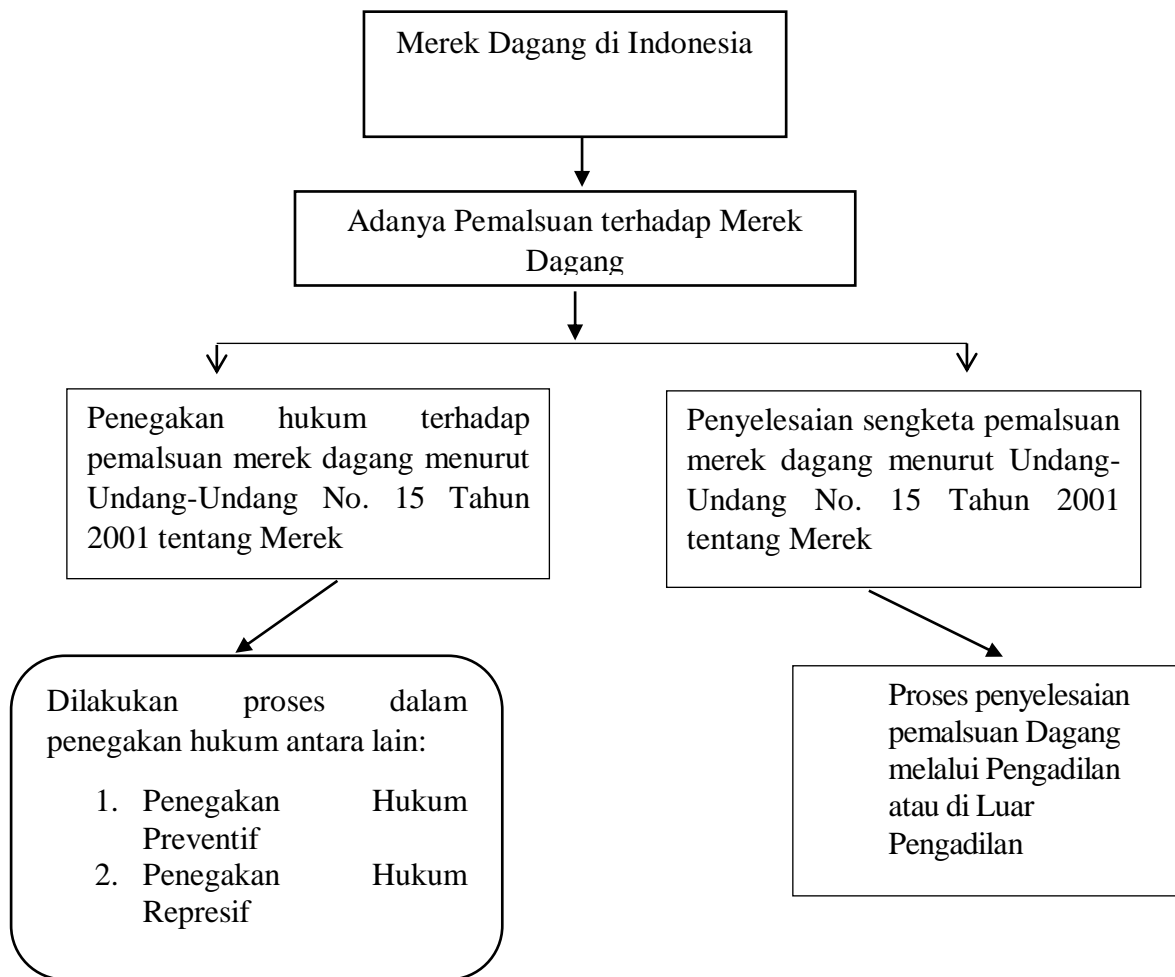 Merek Dagang di Indonesia
Adanya Pemalsuan terhadap Merek
Dagang
Penegakan hukum terhadap
pemalsuan merek dagang menurut
Undang-Undang No. 15 Tahun
2001 tentang Merek
Penyelesaian sengketa pemalsuan
merek dagang menurut Undang-
Undang No. 15 Tahun 2001
tentang Merek
Dilakukan proses dalam
penegakan hukum antara lain:
1. Penegakan Hukum
Preventif
2. Penegakan Hukum
Represif
Proses penyelesaian
pemalsuan Dagang
melalui Pengadilan
atau di Luar
Pengadilan